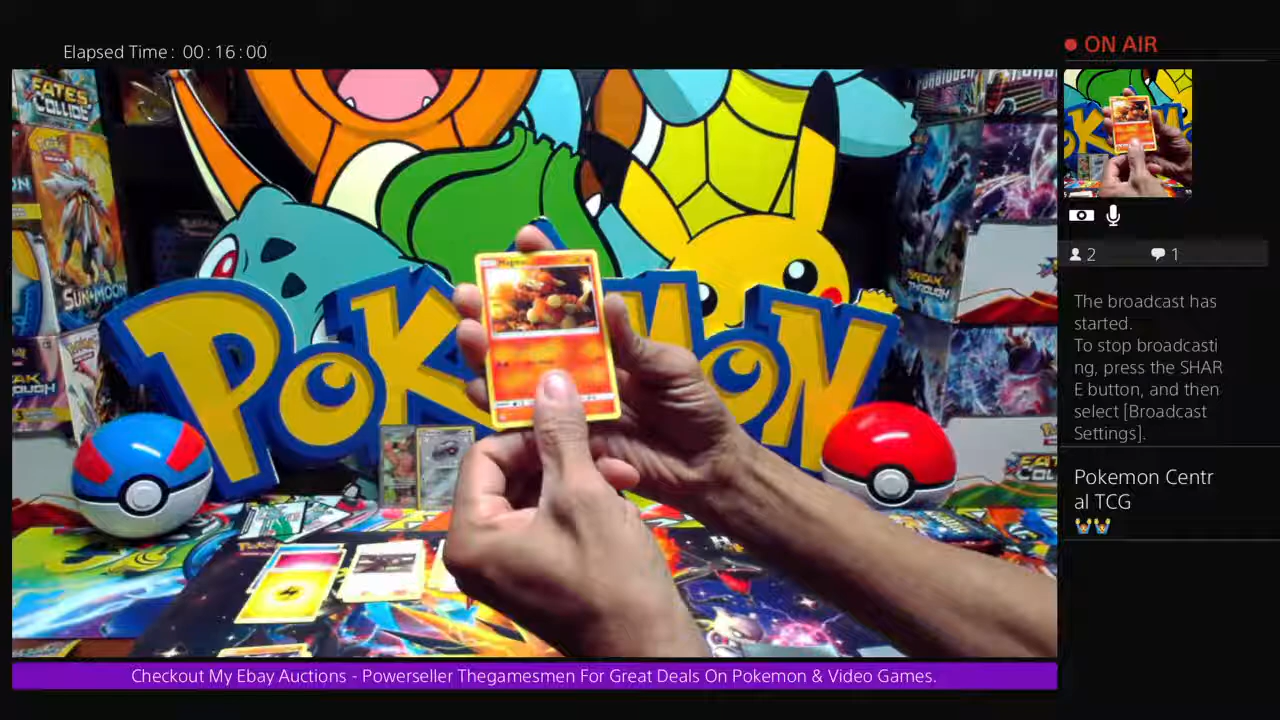 Elapsed Time: 00:16:00
ON AIR
FATES
COLLIDE
SUN & MOON
POKéMON
2
1
The broadcast has
started.
To stop broadcasti
ng, press the SHAR
E button, and then
select [Broadcast
Settings].
Pokemon Centr
al TCG
Checkout My Ebay Auctions - Powerseller Thegamesmen For Great Deals On Pokemon & Video Games.